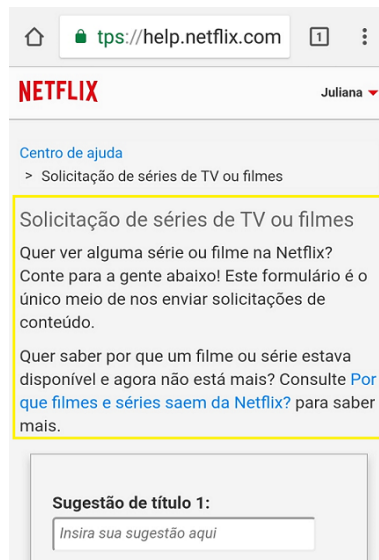 tps://help.netflix.com 1
NETFLIX Juliana
Centro de ajuda
> Solicitação de séries de TV ou filmes
Solicitação de séries de TV ou filmes
Quer ver alguma série ou filme na Netflix?
Conte para a gente abaixo! Este formulário é o
único meio de nos enviar solicitações de
conteúdo.
Quer saber por que um filme ou série estava
disponível e agora não está mais? Consulte Por
que filmes e séries saem da Netflix? para saber
mais.
Sugestão de título 1:
Insira sua sugestão aqui